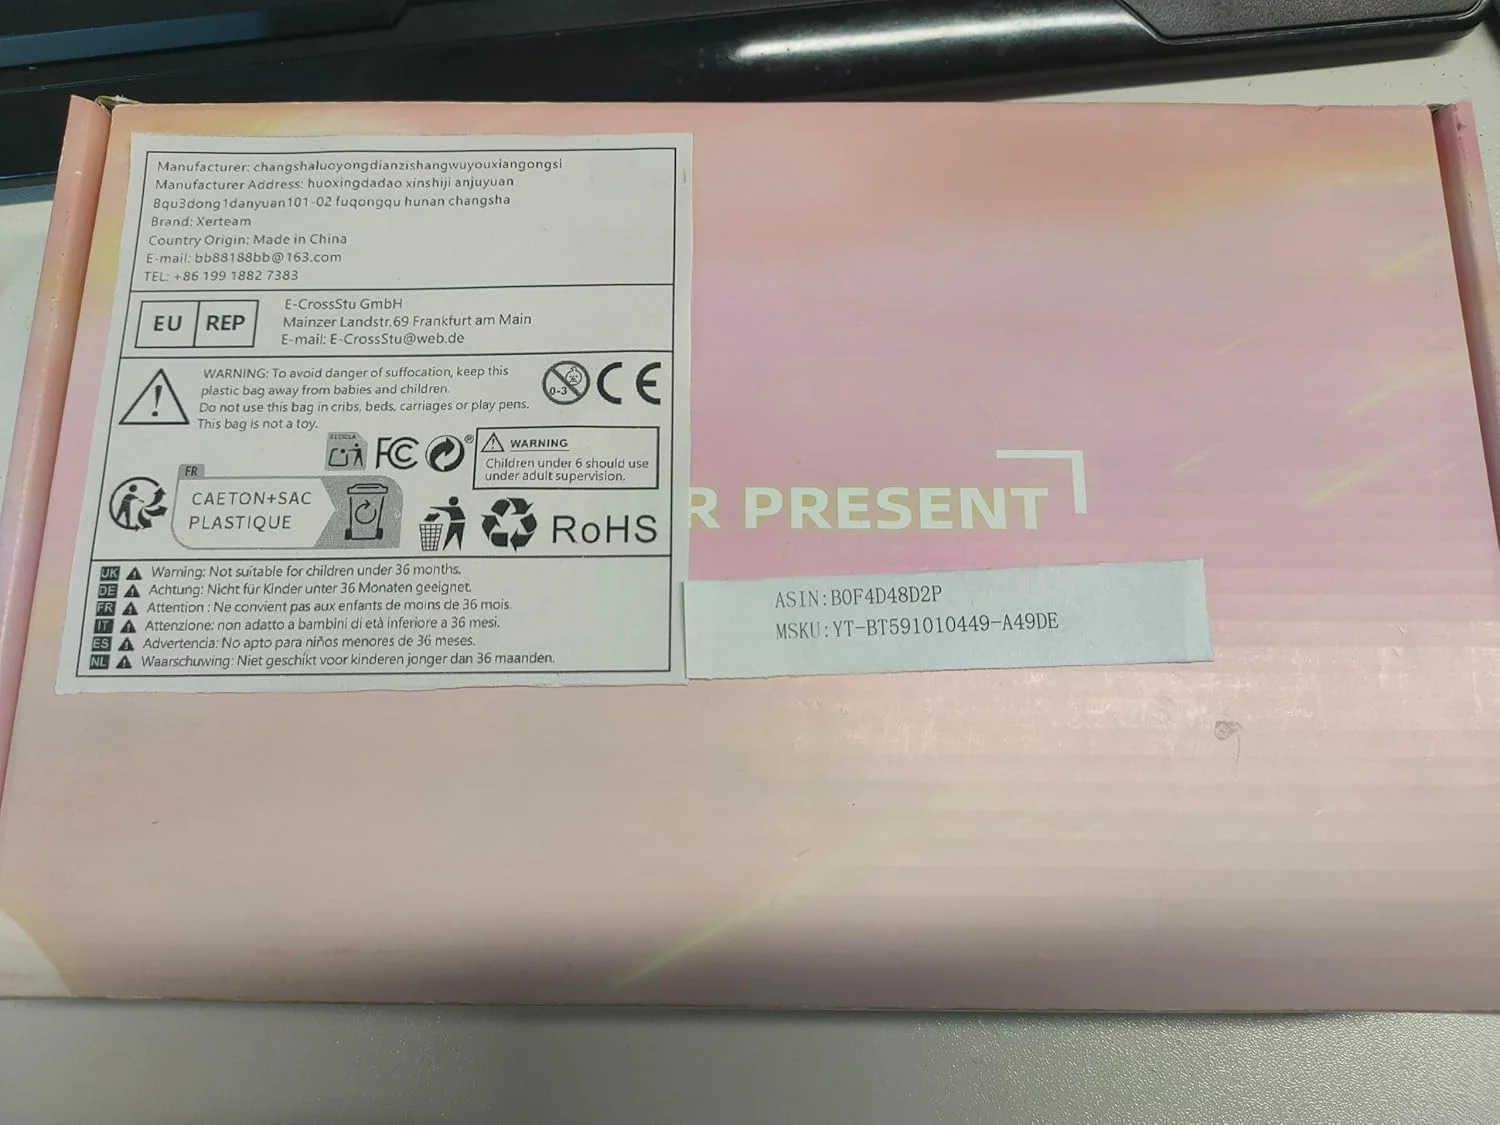 Manufacturer: changshaluoyongdianzishangwuyouxiangongsi
Manufacturer Address: huoxingdadao xinshiji anjuyuan
Bqu3dong1danyuan101-02 fuqongqu hunan changsha
Brand: Xerteam
Country Origin: Made in China
E-mail: bb88188bb@163.com
TEL: +86 199 1882 7383
EU REP
E-CrossStu GmbH
Mainzer Landstr.69 Frankfurt am Main
E-mail: E-CrossStu@web.de
WARNING: To avoid danger of suffocation, keep this
plastic bag away from babies and children.
Do not use this bag in cribs, beds, carriages or play pens.
This bag is not a toy.
0-3
CE
RECICLA
FC
®
WARNING
Children under 6 should use
under adult supervision.
FR
CAETON+SAC
PLASTIQUE
RoHS
UK Warning: Not suitable for children under 36 months.
DE Achtung: Nicht für Kinder unter 36 Monaten geeignet.
FR Attention : Ne convient pas aux enfants de moins de 36 mois.
IT Attenzione: non adatto a bambini di età inferiore a 36 mesi.
ES Advertencia: No apto para niños menores de 36 meses.
NL Waarschuwing: Niet geschikt voor kinderen jonger dan 36 maanden.
R PRESENT
ASIN:B0F4D48D2P
MSKU:YT-BT591010449-A49DE